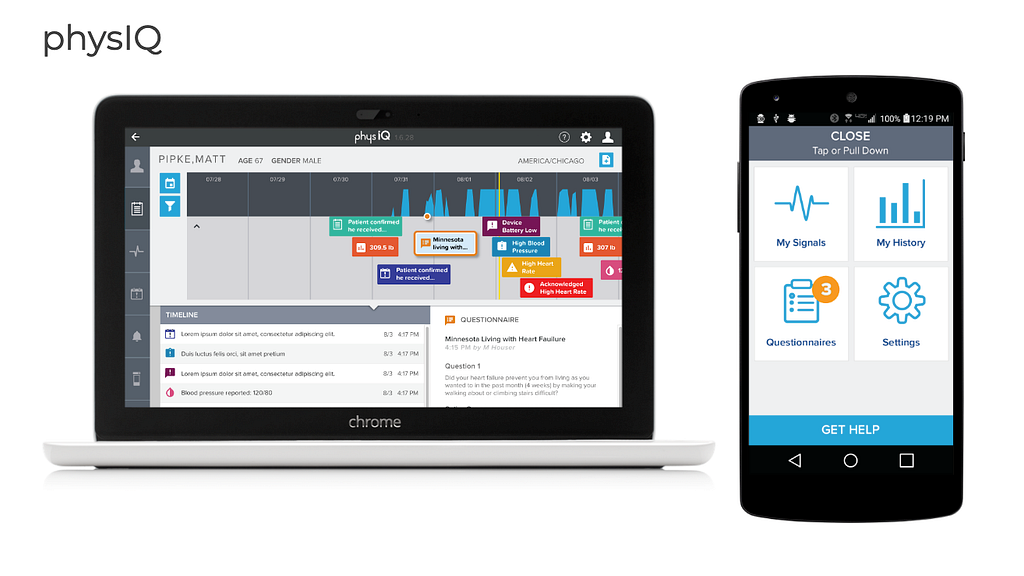 physIQ
physIQ 1.6.28
PIPKE,MATT AGE 67 GENDER MALE AMERICA/CHICAGO
07/28 07/29 07/30 07/31 08/01 08/02 08/03
Patient confirmed
he received...
309.5 lb
Minnesota
living with...
Patient confirmed
he received...
Device
Battery Low
High Blood
Pressure
High Heart
Rate
Acknowledged
High Heart Rate
Patient
he recei
307 lb
TIMELINE
Lorem ipsum dolor sit amet, consectetur adipiscing elit. 8/3 4:17 PM
Duis luctus felis orci, sit amet pretium 8/3 4:17 PM
Lorem ipsum dolor sit amet, consectetur adipiscing elit. 8/3 4:17 PM
Blood pressure reported: 120/80 8/3 4:17 PM
QUESTIONNAIRE
Minnesota Living with Heart Faullure
4:15 PM by M Houser
Question 1
Did your heart failure prevent you from living as you
wanted to in the past month (4 weeks) by making your
walking about or climbing stairs difficult?
chrome
100% 12:19 PM
CLOSE
Tap or Pull Down
My Signals
My History
3
Questionnaires
Settings
GET HELP